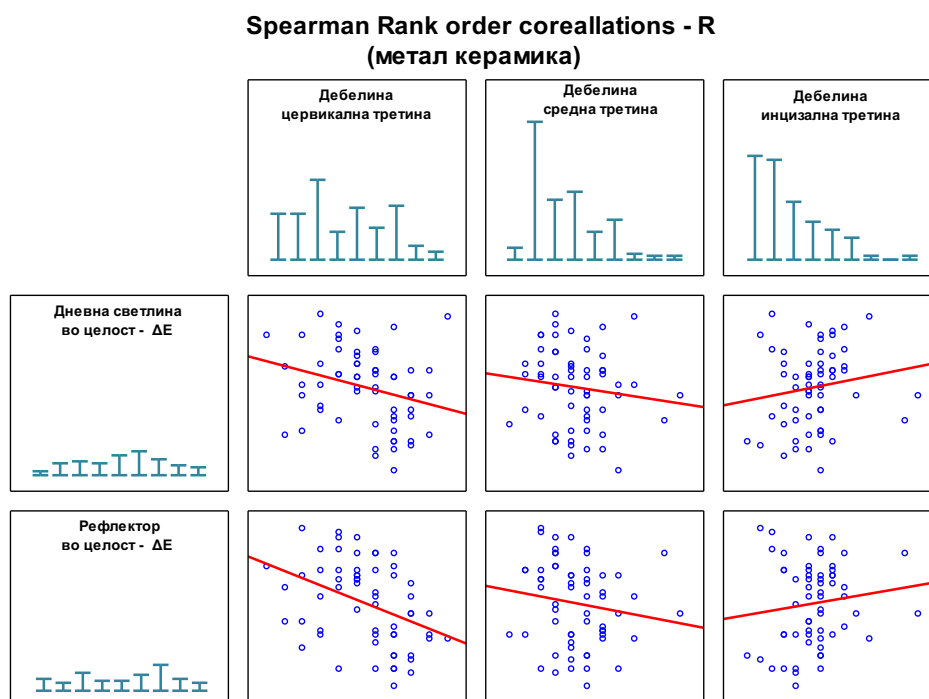 Spearman Rank order coreallations - R
(метал керамика)
Дебелина
цервикална третина
Дебелина
средна третина
Дебелина
инцизална третина
Дневна светлина
во целост - ΔE
Рефлектор
во целост - ΔE